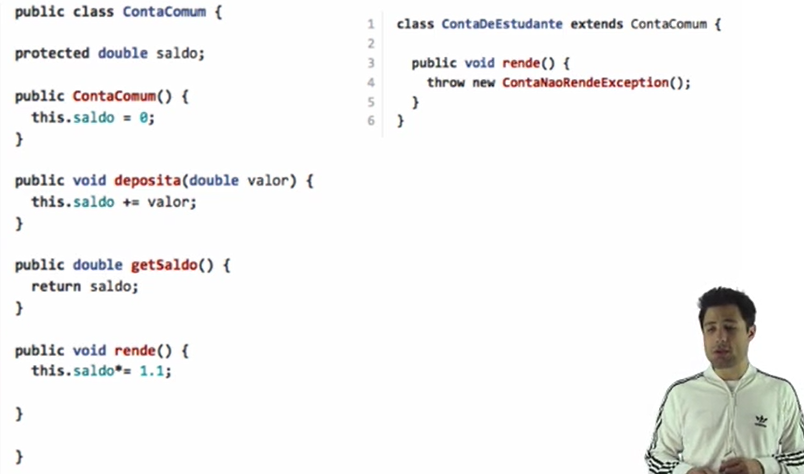 public class ContaComum {
protected double saldo;
public ContaComum() {
this.saldo = 0;
}
public void deposita(double valor) {
this.saldo += valor;
}
public double getSaldo() {
return saldo;
}
public void rende() {
this.saldo*= 1.1;
}
}
1 class ContaDeEstudante extends ContaComum {
2
3 public void rende() {
4 throw new ContaNaoRendeException();
5 }
6 }